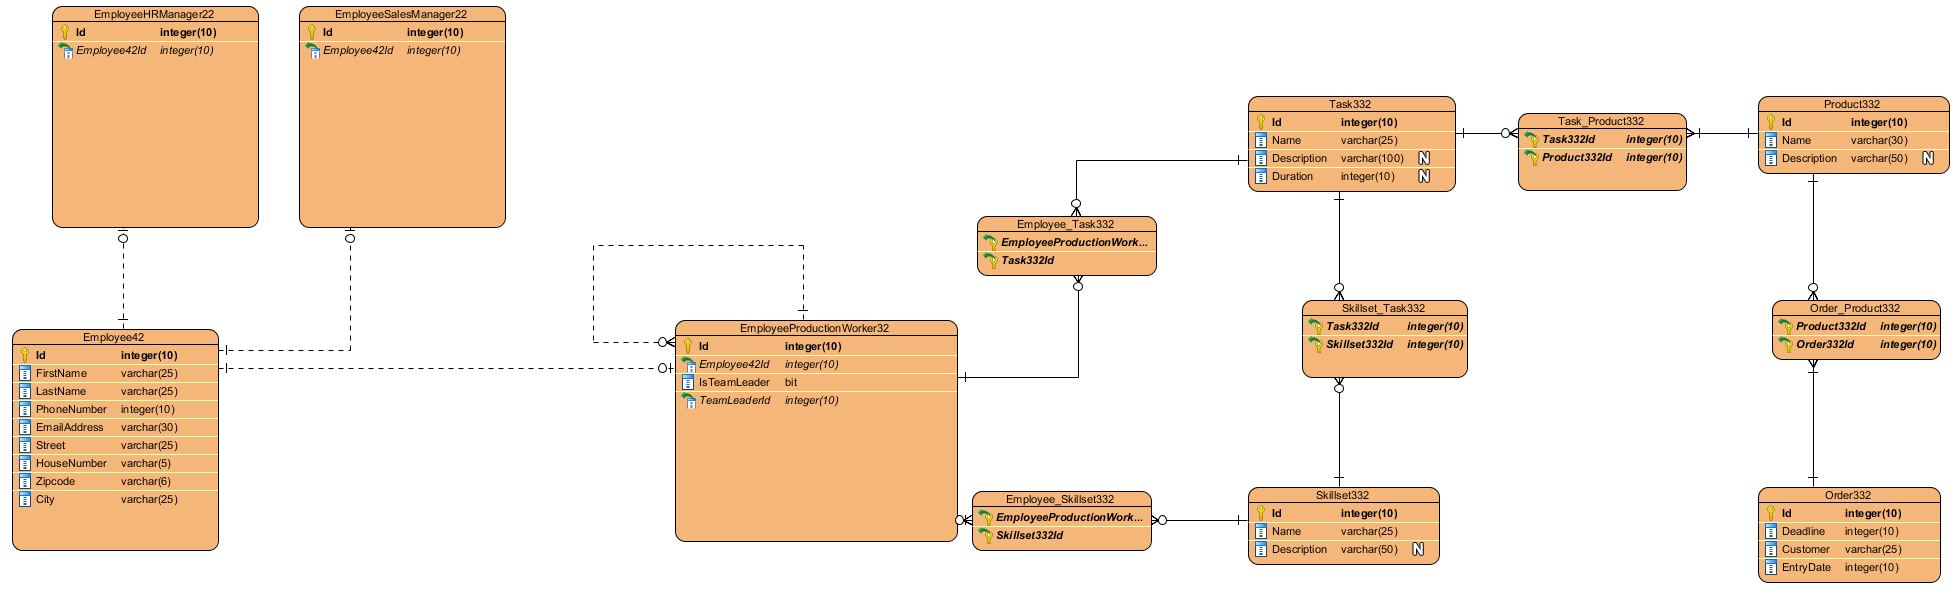 EmployeeHRManager22
Id integer(10)
Employee42Id integer(10)
EmployeeSalesManager22
Id integer(10)
Employee42Id integer(10)
Employee42
Id integer(10)
FirstName varchar(25)
LastName varchar(25)
PhoneNumber integer(10)
EmailAddress varchar(30)
Street varchar(25)
HouseNumber varchar(5)
Zipcode varchar(6)
City varchar(25)
EmployeeProductionWorker32
Id integer(10)
Employee42Id integer(10)
IsTeamLeader bit
TeamLeaderId integer(10)
Employee_Task332
EmployeeProductionWork...
Task332Id
Employee_Skillset332
EmployeeProductionWork...
Skillset332Id
Task332
Id integer(10)
Name varchar(25)
Description varchar(100) N
Duration integer(10) N
Skillset_Task332
Task332Id integer(10)
Skillset332Id integer(10)
Skillset332
Id integer(10)
Name varchar(25)
Description varchar(50) N
Task_Product332
Task332Id integer(10)
Product332Id integer(10)
Product332
Id integer(10)
Name varchar(30)
Description varchar(50) N
Order_Product332
Product332Id integer(10)
Order332Id integer(10)
Order332
Id integer(10)
Deadline integer(10)
Customer varchar(25)
EntryDate integer(10)